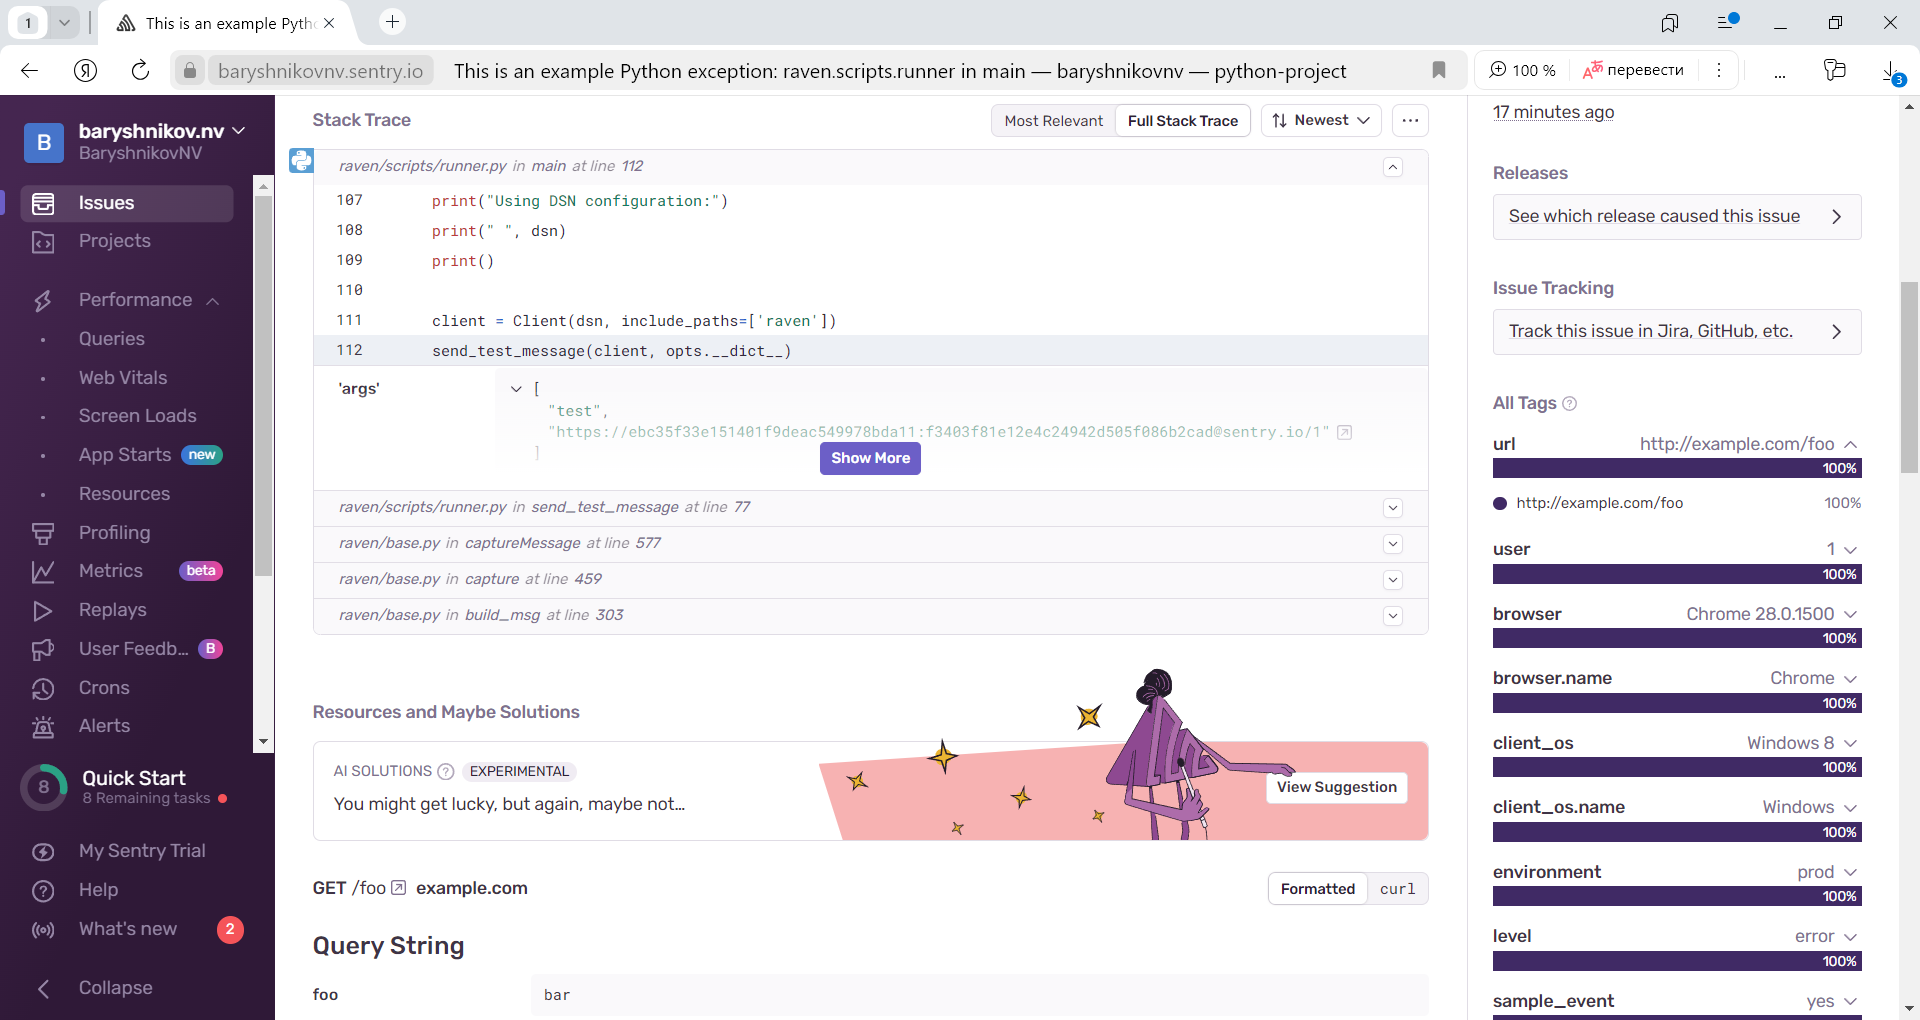 1
This is an example Pyth
baryshnikovnv.sentry.io
This is an example Python exception: raven.scripts.runner in main — baryshnikovnv — python-project
100 %
перевести
3
B
baryshnikov.nv
BaryshnikovNV
Issues
Projects
Performance
Queries
Web Vitals
Screen Loads
App Starts new
Resources
Profiling
Metrics beta
Replays
User Feedb... B
Crons
Alerts
8
Quick Start
8 Remaining tasks
My Sentry Trial
Help
What's new 2
Collapse
Stack Trace
Most Relevant
Full Stack Trace
Newest
raven/scripts/runner.py in main at line 112
107 print("Using DSN configuration:")
108 print(" ", dsn)
109 print()
110
111 client = Client(dsn, include_paths=['raven'])
112 send_test_message(client, opts.__dict__)
'args'
[
"test",
"https://ebc35f33e151401f9deac549978bda11:f3403f81e12e4c24942d505f086b2cad@sentry.io/1"
]
Show More
raven/scripts/runner.py in send_test_message at line 77
raven/base.py in captureMessage at line 577
raven/base.py in capture at line 459
raven/base.py in build_msg at line 303
Resources and Maybe Solutions
AI SOLUTIONS ? EXPERIMENTAL
You might get lucky, but again, maybe not...
View Suggestion
GET /foo example.com
Formatted
curl
Query String
foo bar
17 minutes ago
Releases
See which release caused this issue
Issue Tracking
Track this issue in Jira, GitHub, etc.
All Tags ?
url http://example.com/foo
100%
http://example.com/foo 100%
user 1
100%
browser Chrome 28.0.1500
100%
browser.name Chrome
100%
client_os Windows 8
100%
client_os.name Windows
100%
environment prod
100%
level error
100%
sample_event yes